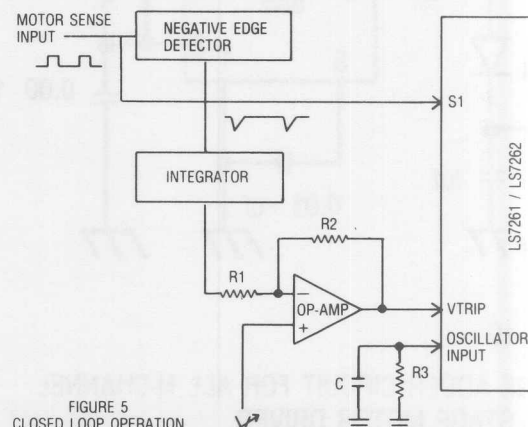 MOTOR SENSE
INPUT
NEGATIVE EDGE
DETECTOR
S1
INTEGRATOR
LS7261 / LS7262
R2
R1
−
OP-AMP
+
VTRIP
OSCILLATOR
INPUT
C
R3
FIGURE 5
CLOSED LOOP OPERATION